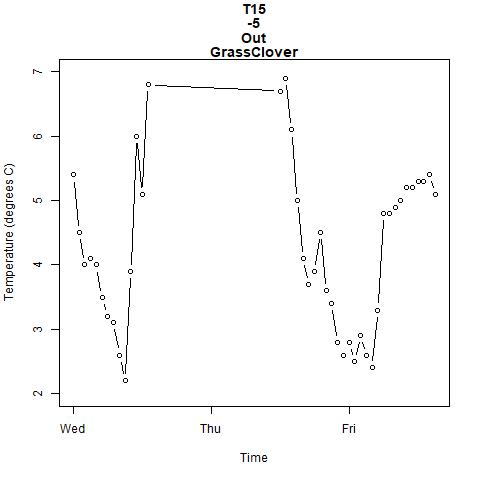 T15
-5
Out
GrassClover
Temperature (degrees C)
7
6
5
4
3
2
Wed Thu Fri
Time